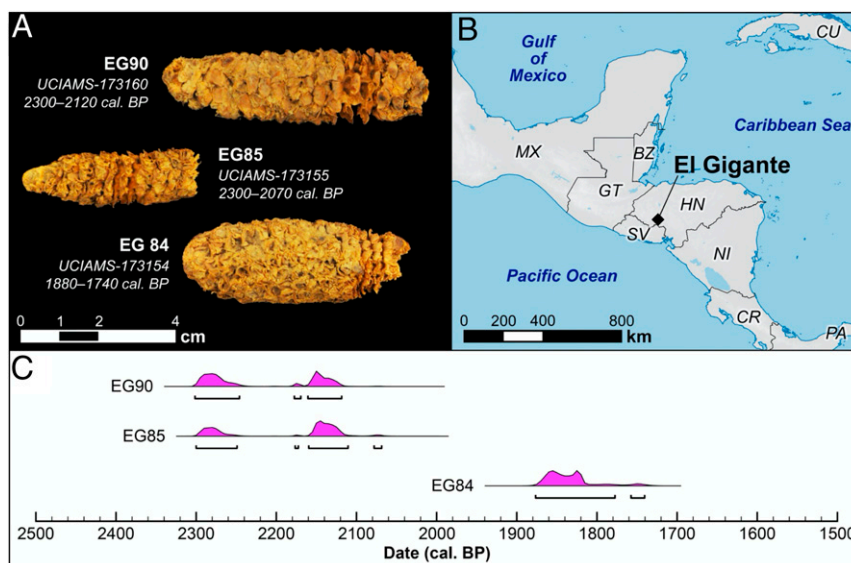 A
EG90
UCIAMS-173160
2300–2120 cal. BP
EG85
UCIAMS-173155
2300–2070 cal. BP
EG 84
UCIAMS-173154
1880–1740 cal. BP
0 2 4
cm
B
Gulf
of
Mexico
CU
Caribbean Sea
MX
BZ
El Gigante
GT
HN
SV
NI
Pacific Ocean
CR
PA
0 200 400 800
km
C
EG90
EG85
EG84
2500 2400 2300 2200 2100 2000 1900 1800 1700 1600 1500
Date (cal. BP)